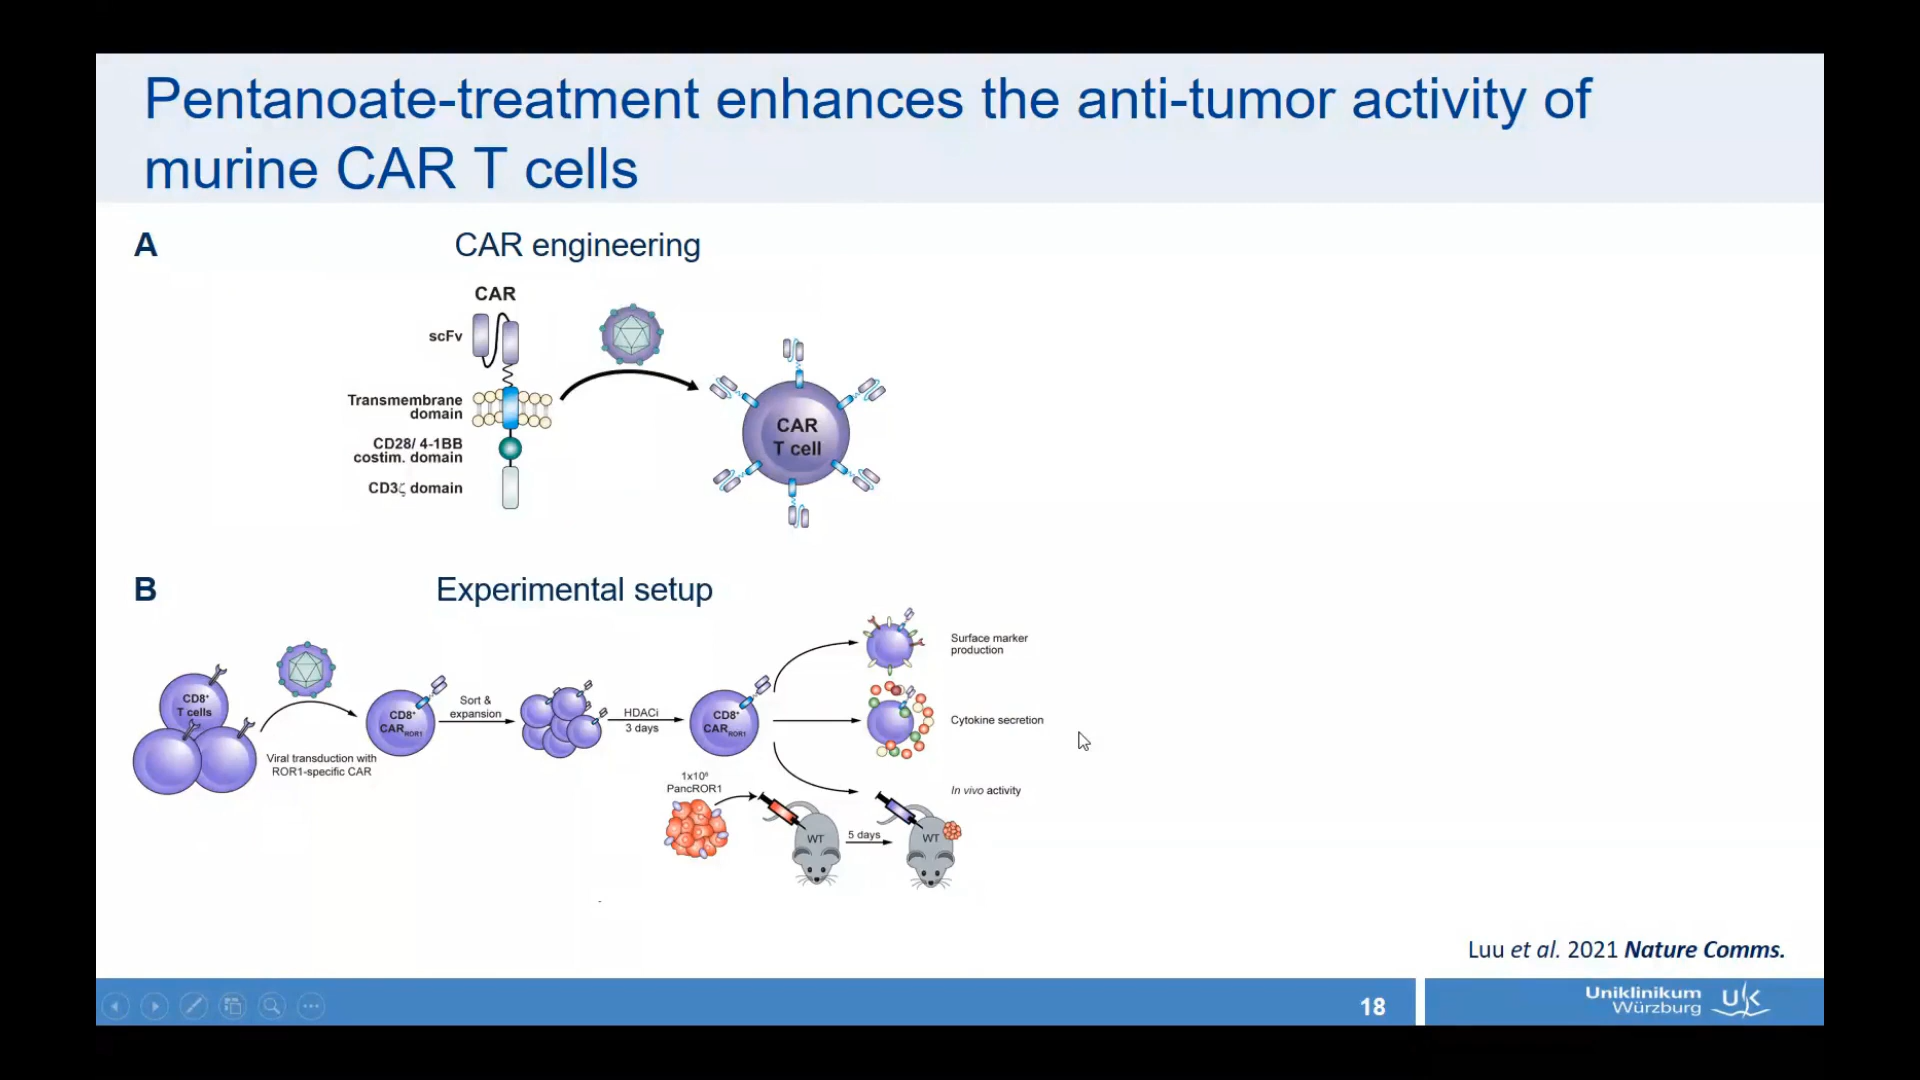 Pentanoate-treatment enhances the anti-tumor activity of
murine CAR T cells
A
CAR engineering
CAR
scFv
Transmembrane
domain
CD28/ 4-1BB
costim. domain
CD3ζ domain
CAR
T cell
B
Experimental setup
CD8⁺
T cells
Viral transduction with
ROR1-specific CAR
CD8⁺
CAR_ROR1
Sort &
expansion
HDACi
3 days
CD8⁺
CAR_ROR1
Surface marker
production
Cytokine secretion
In vivo activity
1x10⁶
PancROR1
WT
5 days
WT
Luu et al. 2021 Nature Comms.
18
Uniklinikum
Würzburg
UK